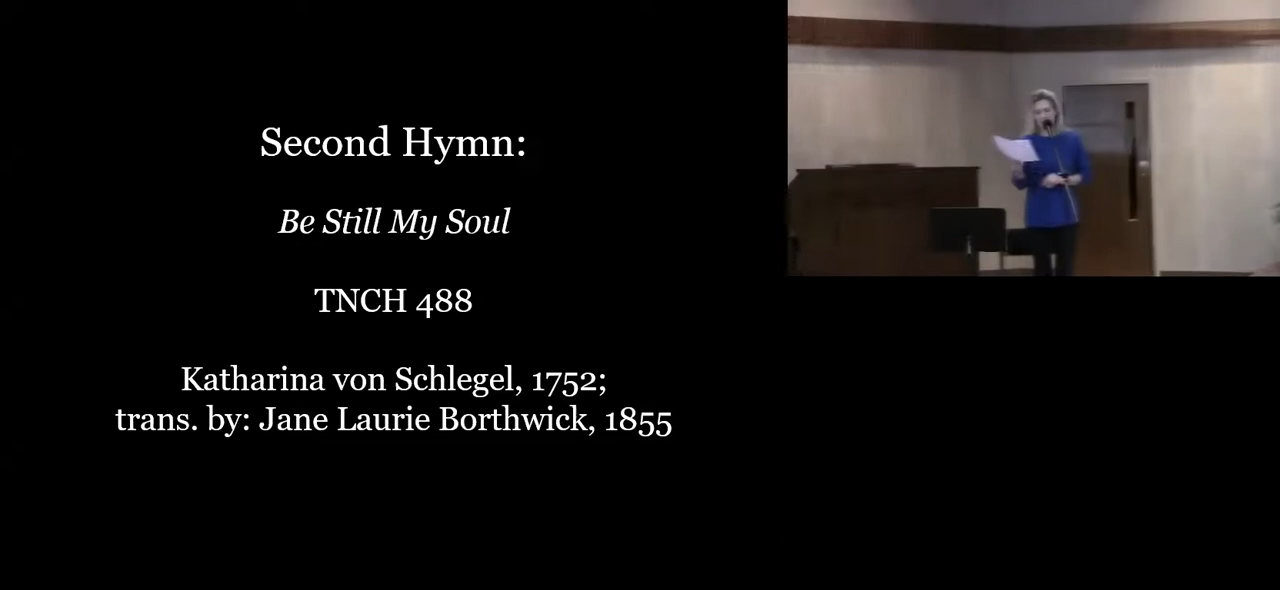 Second Hymn:
Be Still My Soul
TNCH 488
Katharina von Schlegel, 1752;
trans. by: Jane Laurie Borthwick, 1855